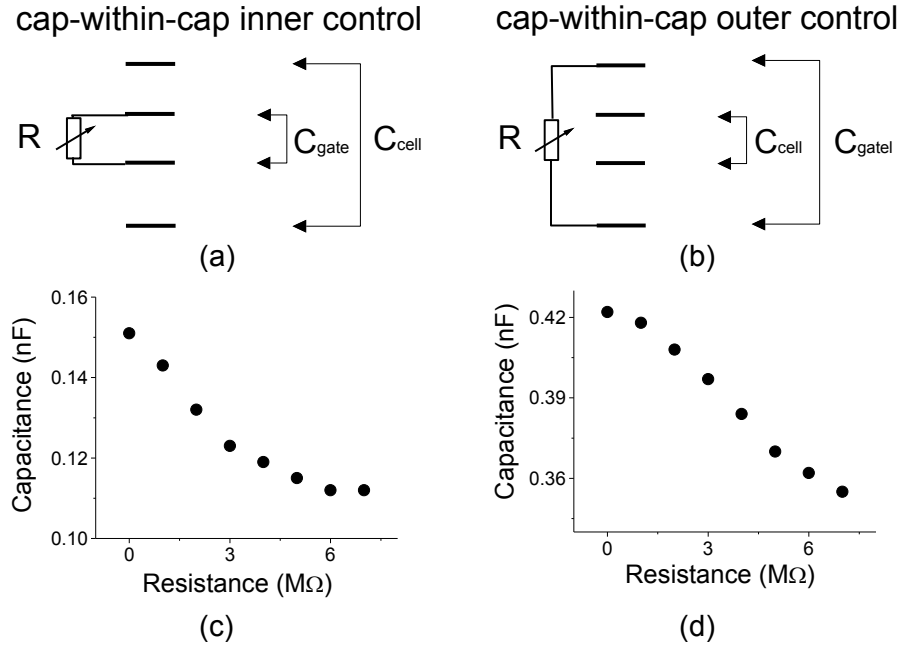 cap-within-cap inner control
cap-within-cap outer control
R
Cgate
Ccell
(a)
R
Ccell
Cgatel
(b)
0.16
0.14
0.12
0.10
Capacitance (nF)
0
3
6
Resistance (MΩ)
(c)
0.42
0.39
0.36
Capacitance (nF)
0
3
6
Resistance (MΩ)
(d)